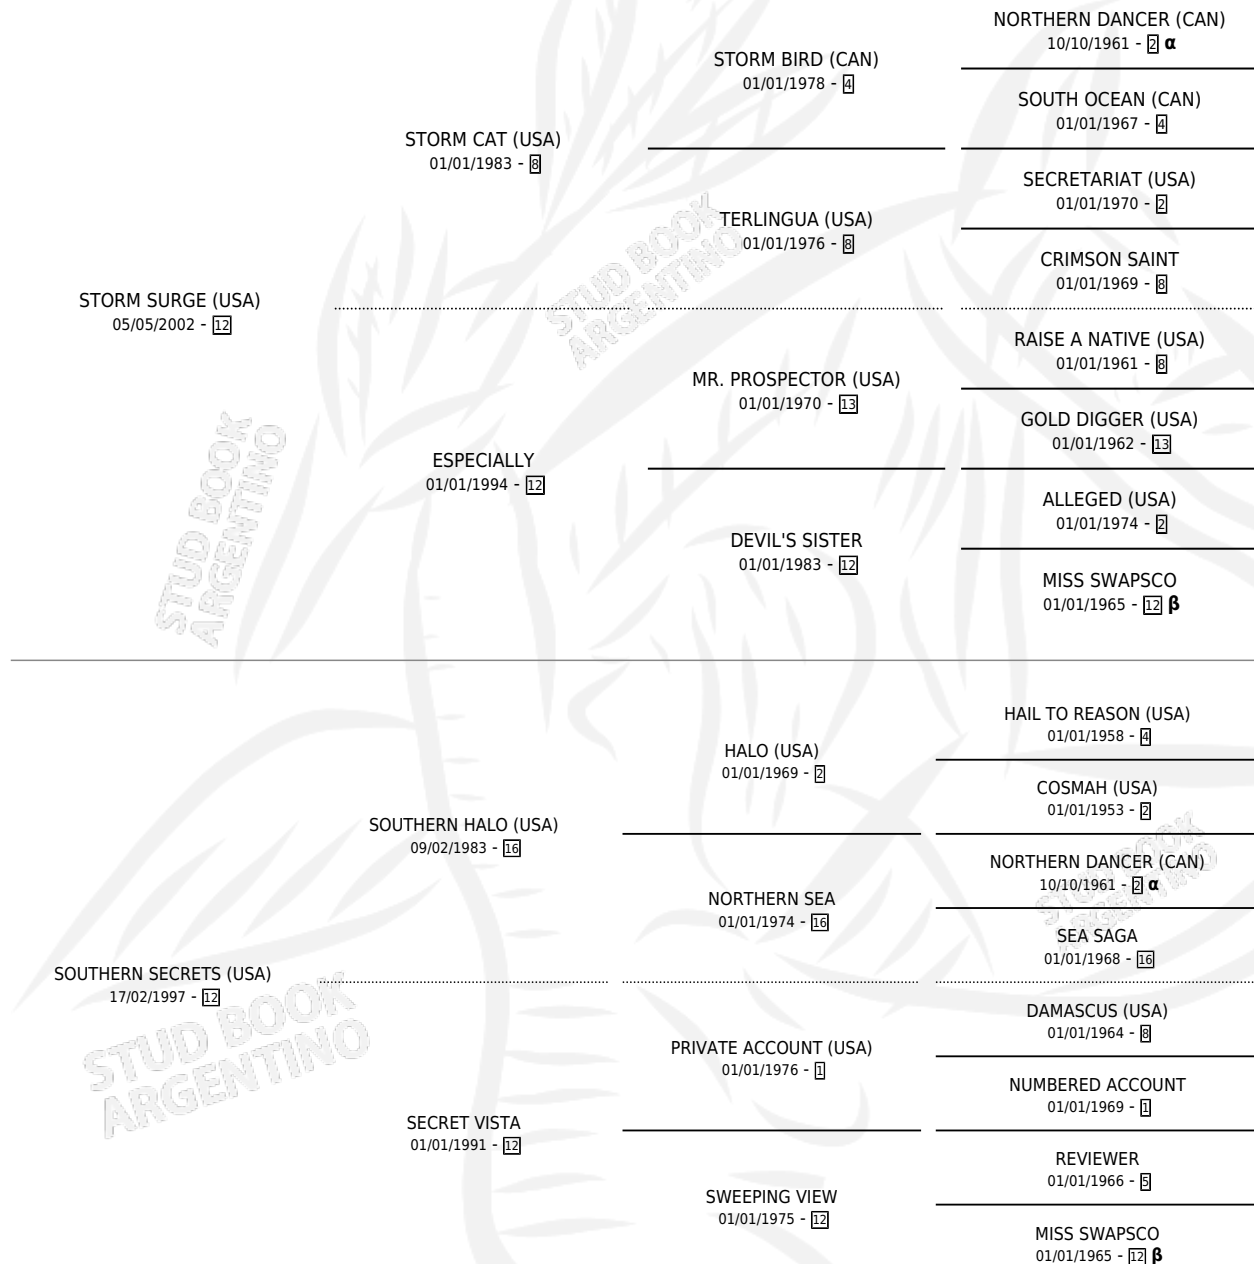 NORTHERN DANCER (CAN)
10/10/1961 - 2 α
STORM BIRD (CAN)
01/01/1978 - 4
SOUTH OCEAN (CAN)
01/01/1967 - 4
STORM CAT (USA)
01/01/1983 - 8
SECRETARIAT (USA)
01/01/1970 - 2
TERLINGUA (USA)
01/01/1976 - 8
CRIMSON SAINT
01/01/1969 - 8
STORM SURGE (USA)
05/05/2002 - 12
RAISE A NATIVE (USA)
01/01/1961 - 8
MR. PROSPECTOR (USA)
01/01/1970 - 13
GOLD DIGGER (USA)
01/01/1962 - 13
ESPECIALLY
01/01/1994 - 12
ALLEGED (USA)
01/01/1974 - 2
DEVIL'S SISTER
01/01/1983 - 12
MISS SWAPSCO
01/01/1965 - 12 β
HAIL TO REASON (USA)
01/01/1958 - 4
HALO (USA)
01/01/1969 - 2
COSMAH (USA)
01/01/1953 - 2
SOUTHERN HALO (USA)
09/02/1983 - 16
NORTHERN DANCER (CAN)
10/10/1961 - 2 α
NORTHERN SEA
01/01/1974 - 16
SEA SAGA
01/01/1968 - 16
SOUTHERN SECRETS (USA)
17/02/1997 - 12
DAMASCUS (USA)
01/01/1964 - 8
PRIVATE ACCOUNT (USA)
01/01/1976 - 1
NUMBERED ACCOUNT
01/01/1969 - 1
SECRET VISTA
01/01/1991 - 12
REVIEWER
01/01/1966 - 5
SWEEPING VIEW
01/01/1975 - 12
MISS SWAPSCO
01/01/1965 - 12 β
STUD BOOK
ARGENTINO
STUD BOOK
ARGENTINO
STUD BOOK
ARGENTINO
STUD BOOK
ARGENTINO